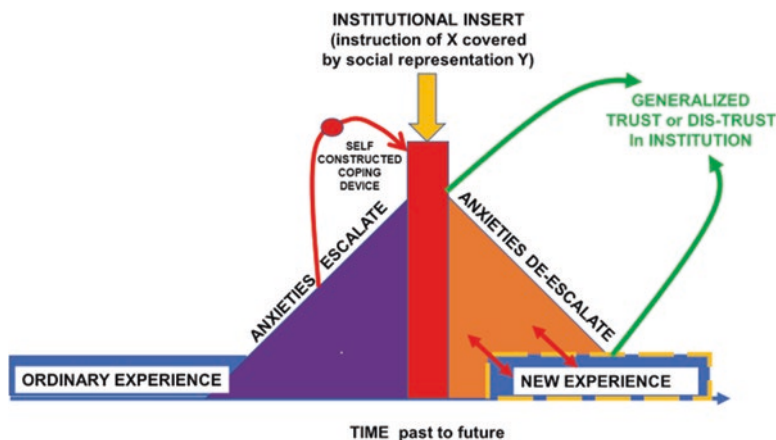 INSTITUTIONAL INSERT
(instruction of X covered
by social representation Y)
GENERALIZED
TRUST or DIS-TRUST
In INSTITUTION
SELF
CONSTRUCTED
COPING
DEVICE
ANXIETIES ESCALATE
ANXIETIES DE-ESCALATE
ORDINARY EXPERIENCE
NEW EXPERIENCE
TIME past to future